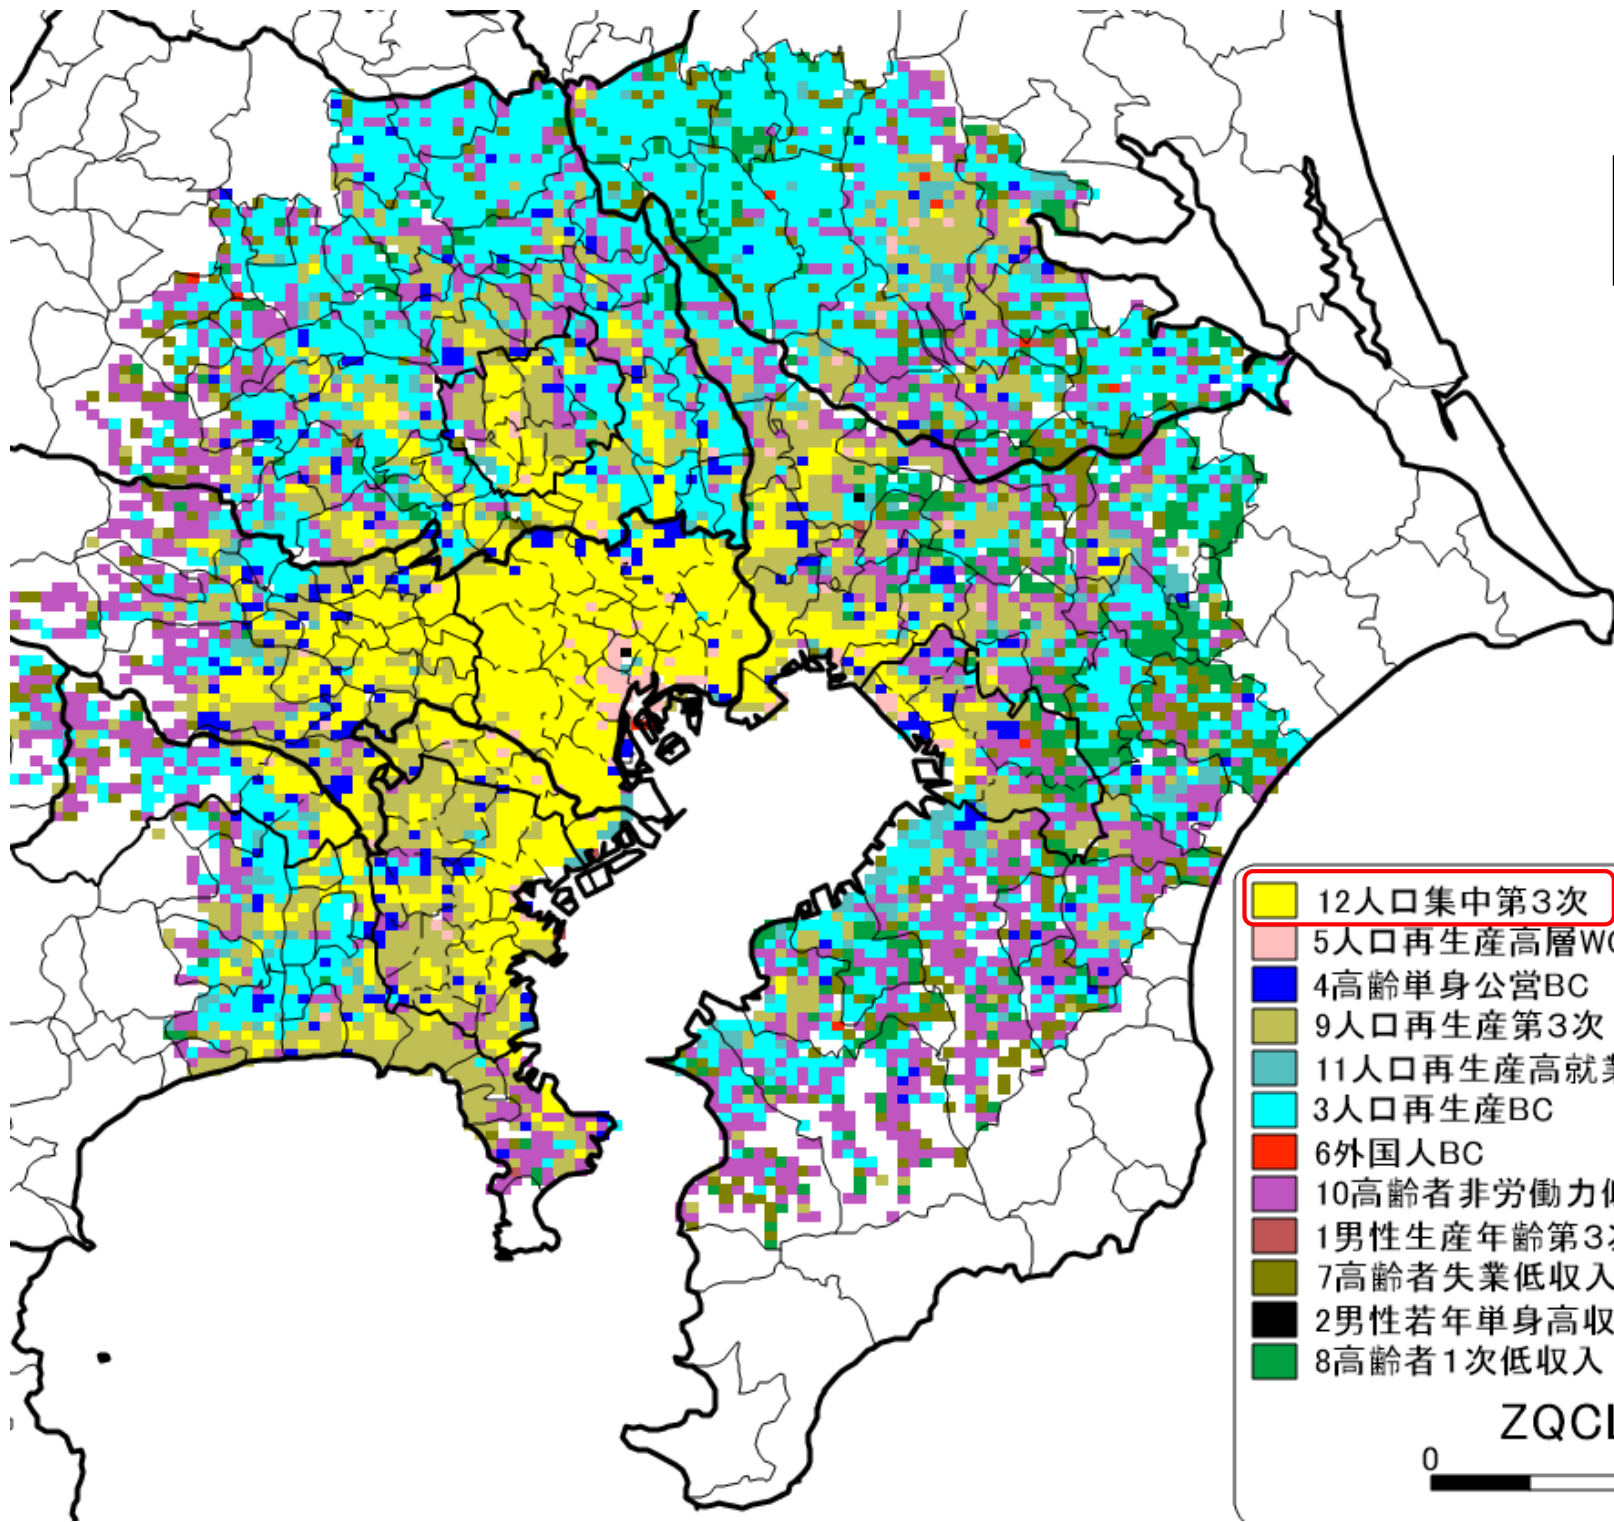 12人口集中第3次
5人口再生産高層W
4高齢単身公営BC
9人口再生産第3次
11人口再生産高就
3人口再生産BC
6外国人BC
10高齢者非労働力
1男性生産年齢第3
7高齢者失業低収入
2男性若年単身高収
8高齢者1次低収入
ZQCL
0